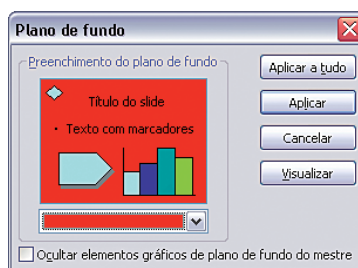 Plano de fundo
Preenchimento do plano de fundo
Título do slide
• Texto com marcadores
Aplicar a tudo
Aplicar
Cancelar
Visualizar
Ocultar elementos gráficos de plano de fundo do mestre